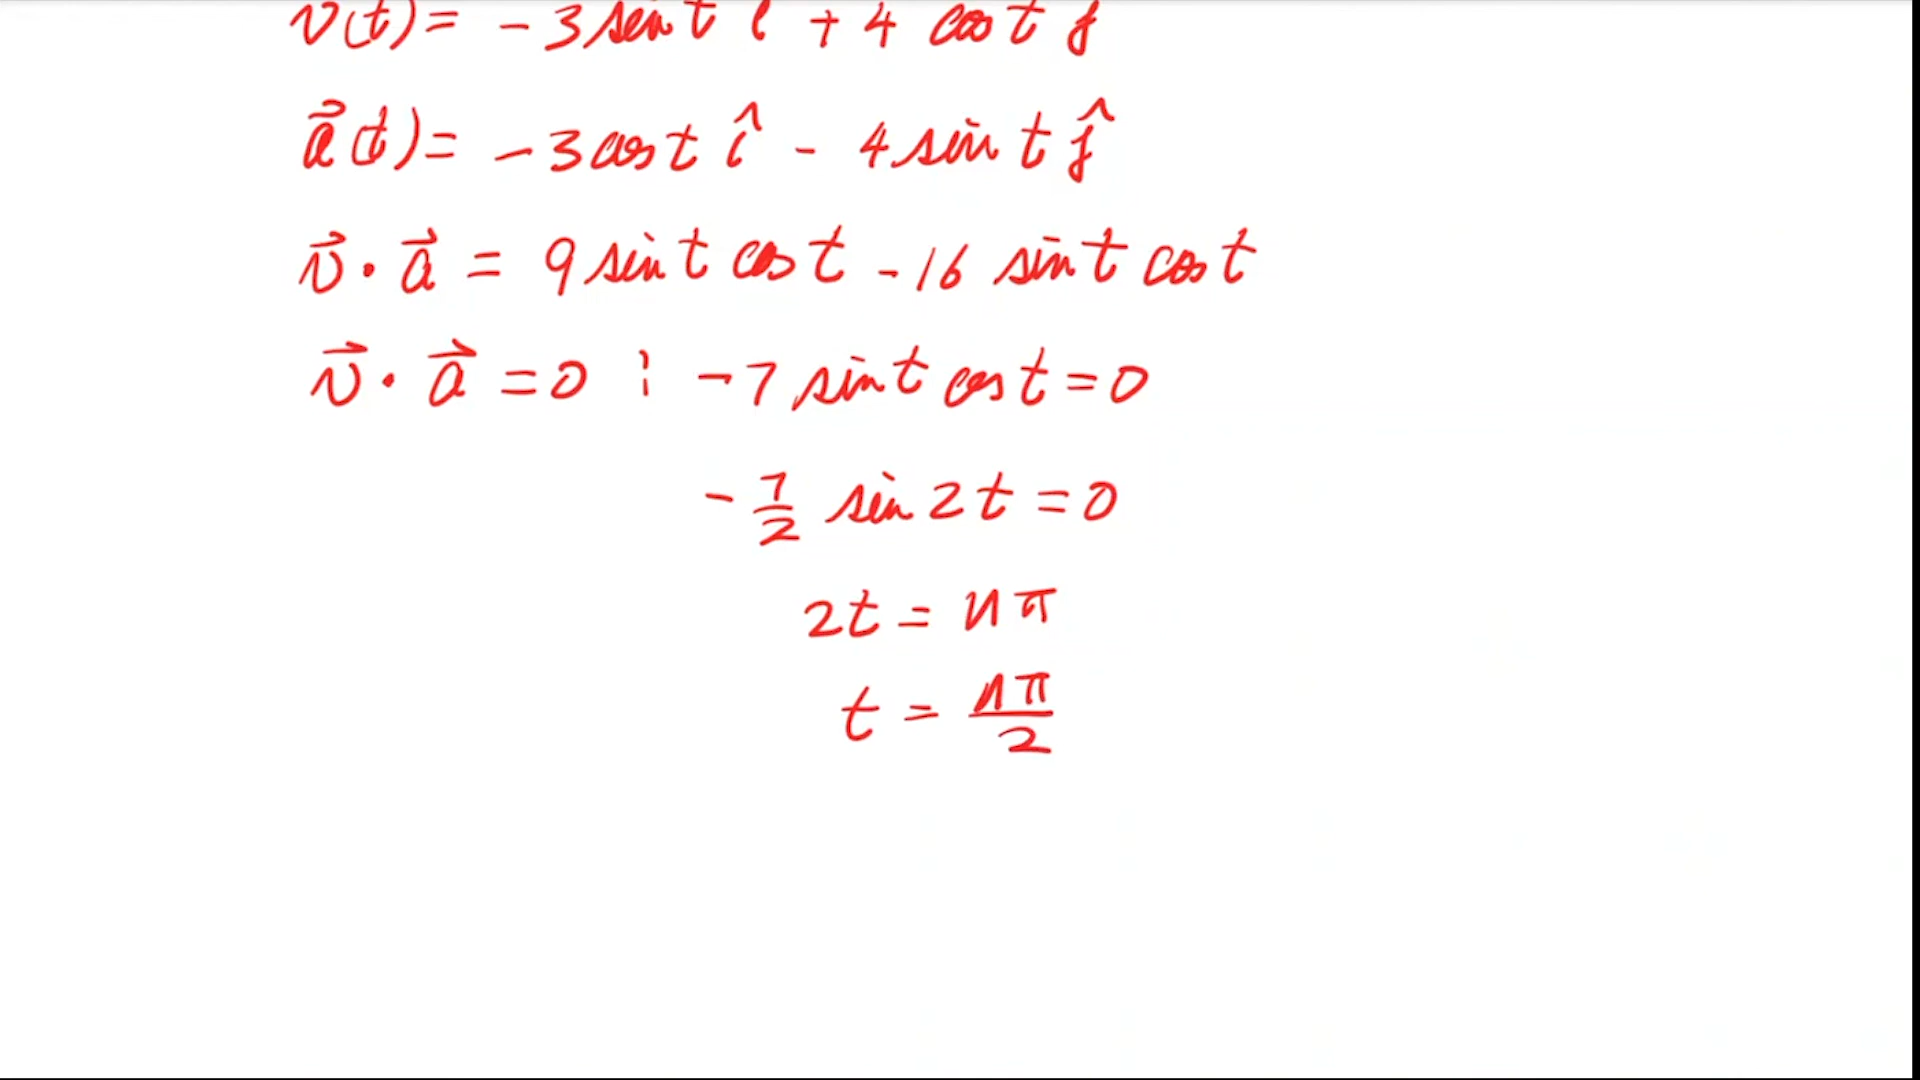 v(t) = -3 sin t î + 4 cos t ĵ
a⃗(t) = -3 cos t î - 4 sin t ĵ
v⃗ · a⃗ = 9 sin t cos t - 16 sin t cos t
v⃗ · a⃗ = 0 : -7 sin t cos t = 0
-7/2 sin 2t = 0
2t = nπ
t = nπ/2